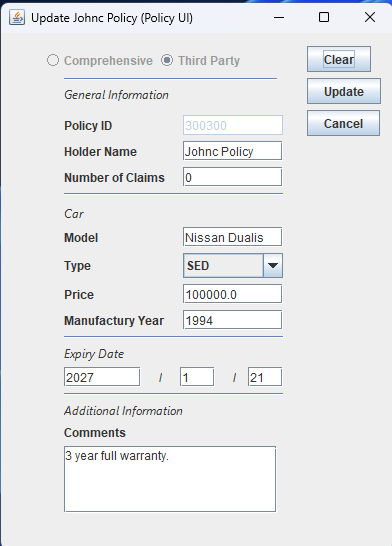 Update Johnc Policy (Policy UI)
Comprehensive Third Party
Clear
General Information
Update
Policy ID 300300
Cancel
Holder Name Johnc Policy
Number of Claims 0
Car
Model Nissan Dualis
Type SED
Price 100000.0
Manufactury Year 1994
Expiry Date
2027 / 1 / 21
Additional Information
Comments
3 year full warranty.